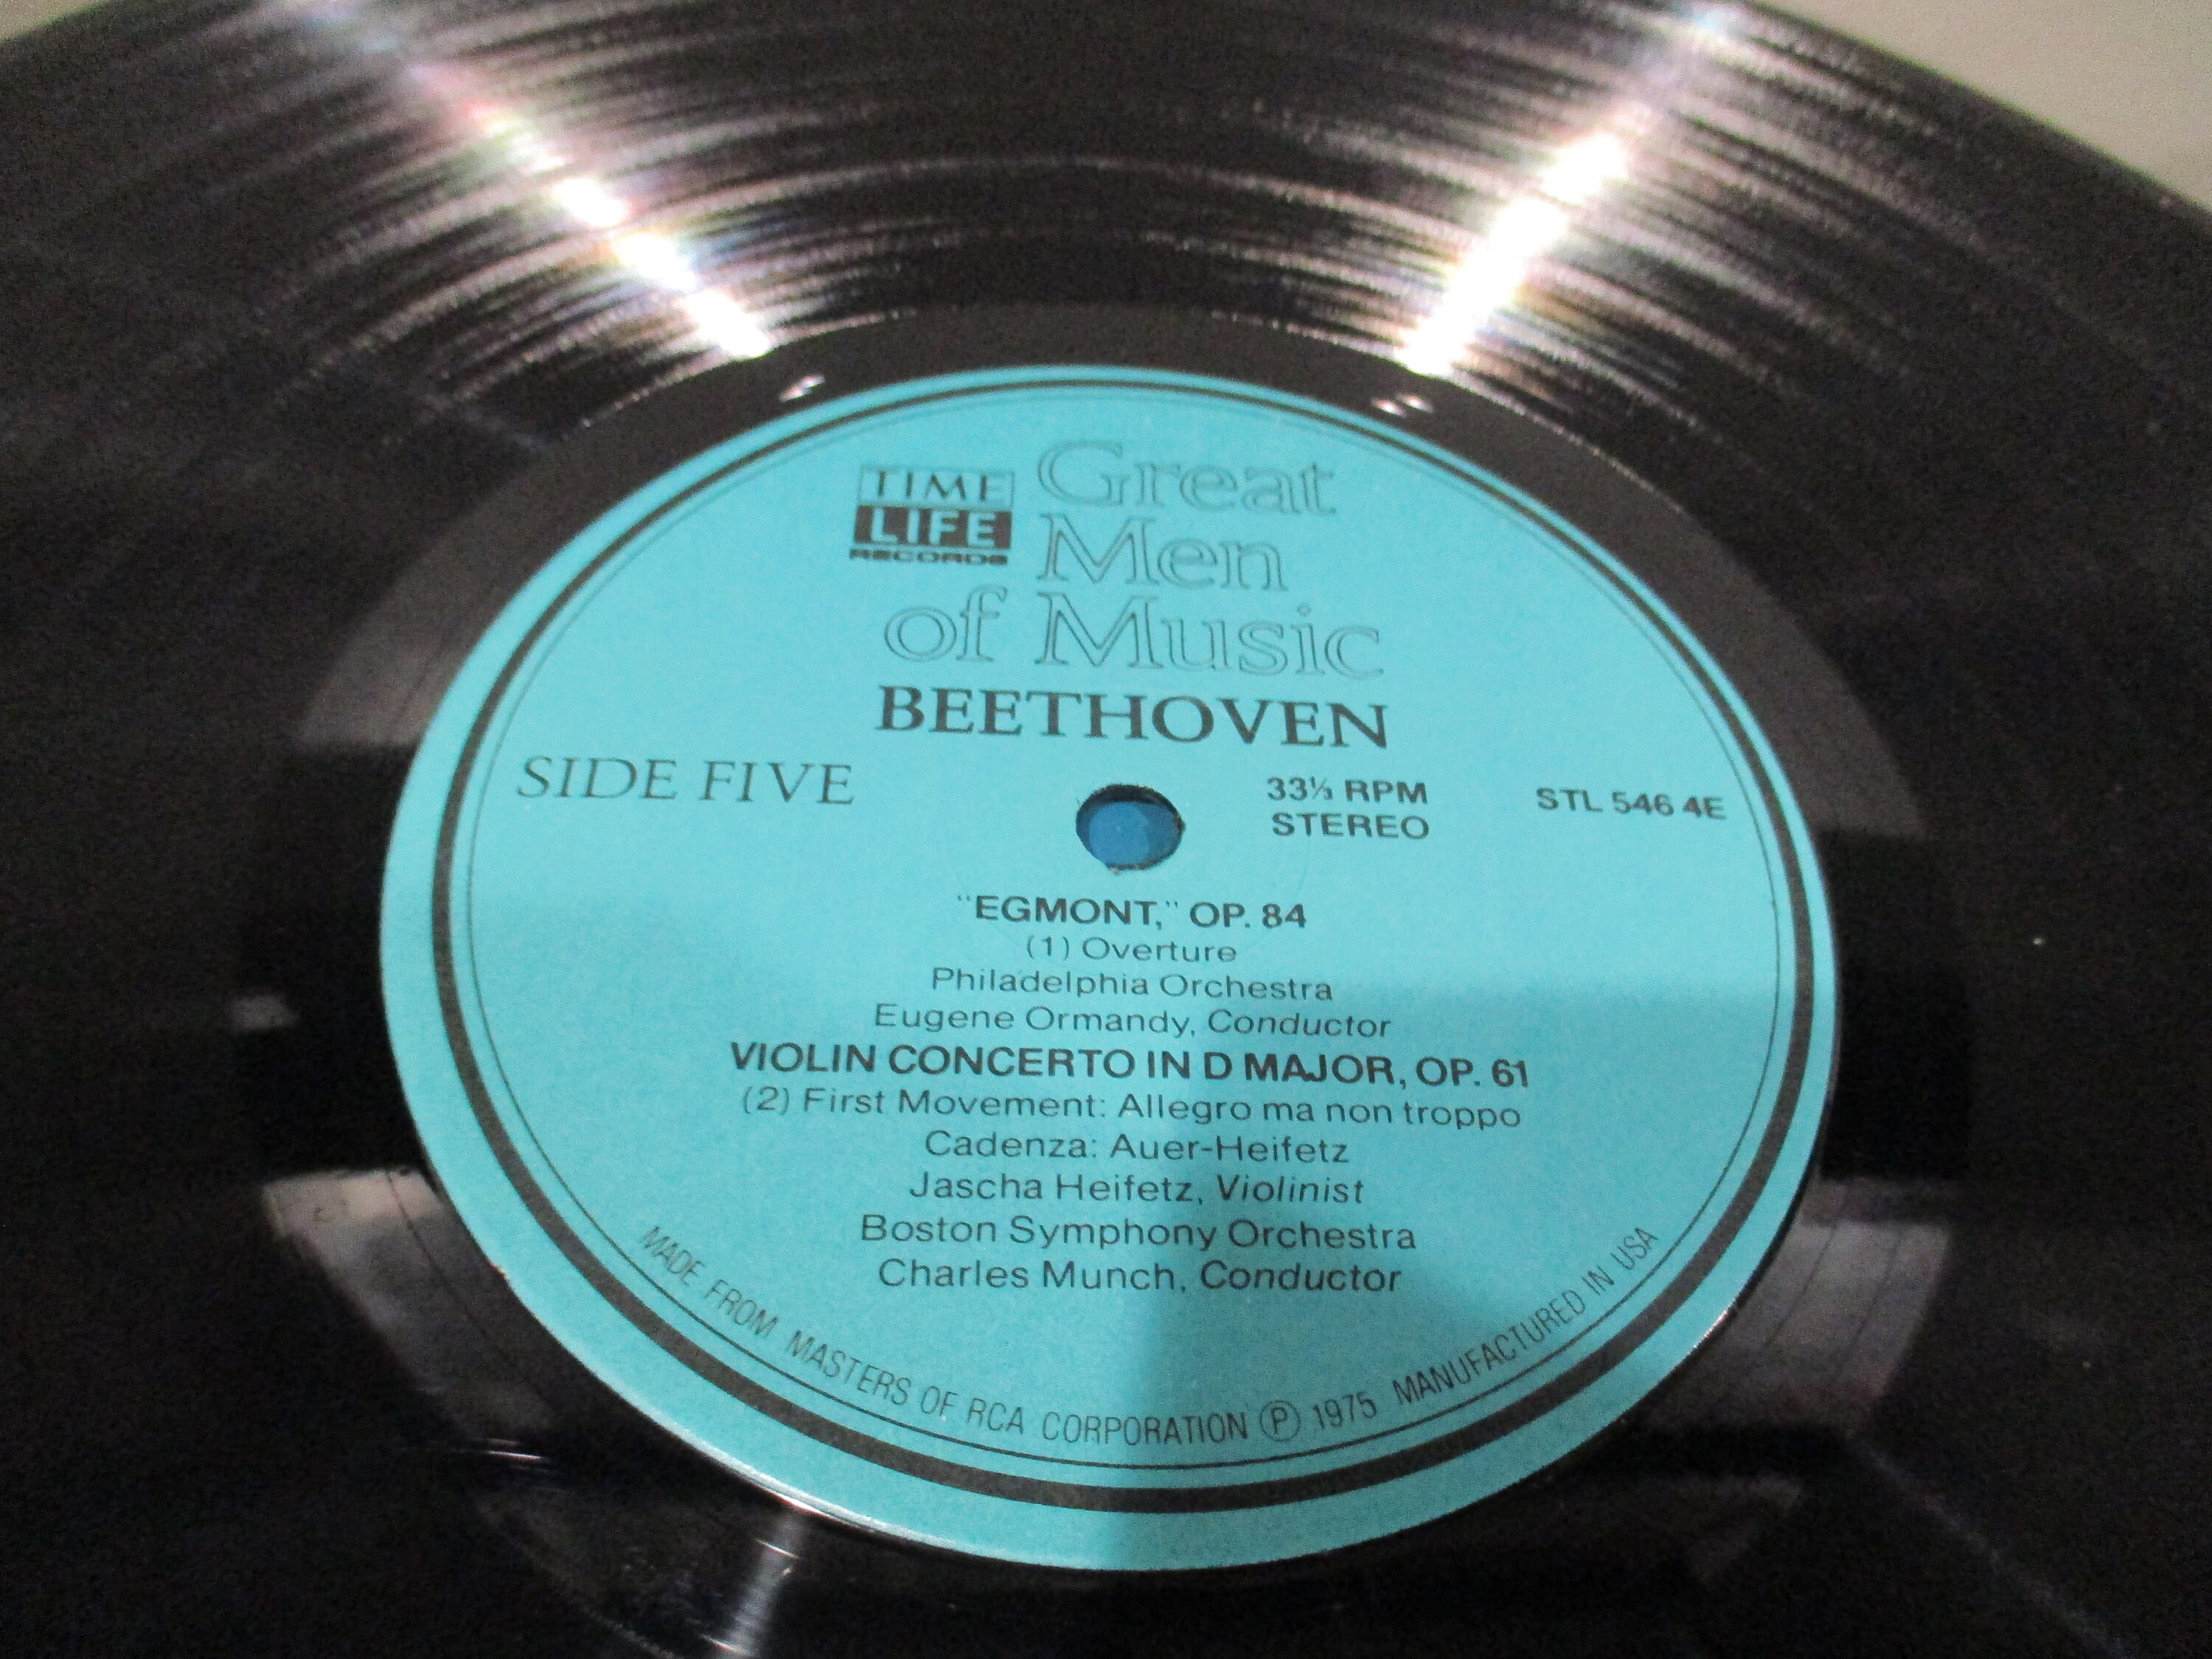 TIME
LIFE
RECORDS
Great
Men
of Music
BEETHOVEN
SIDE FIVE
33⅓ RPM
STEREO
STL 546 4E
"EGMONT," OP. 84
(1) Overture
Philadelphia Orchestra
Eugene Ormandy, Conductor
VIOLIN CONCERTO IN D MAJOR, OP. 61
(2) First Movement: Allegro ma non troppo
Cadenza: Auer-Heifetz
Jascha Heifetz, Violinist
Boston Symphony Orchestra
Charles Munch, Conductor
MADE FROM MASTERS OF RCA CORPORATION Ⓟ 1975 MANUFACTURED IN USA